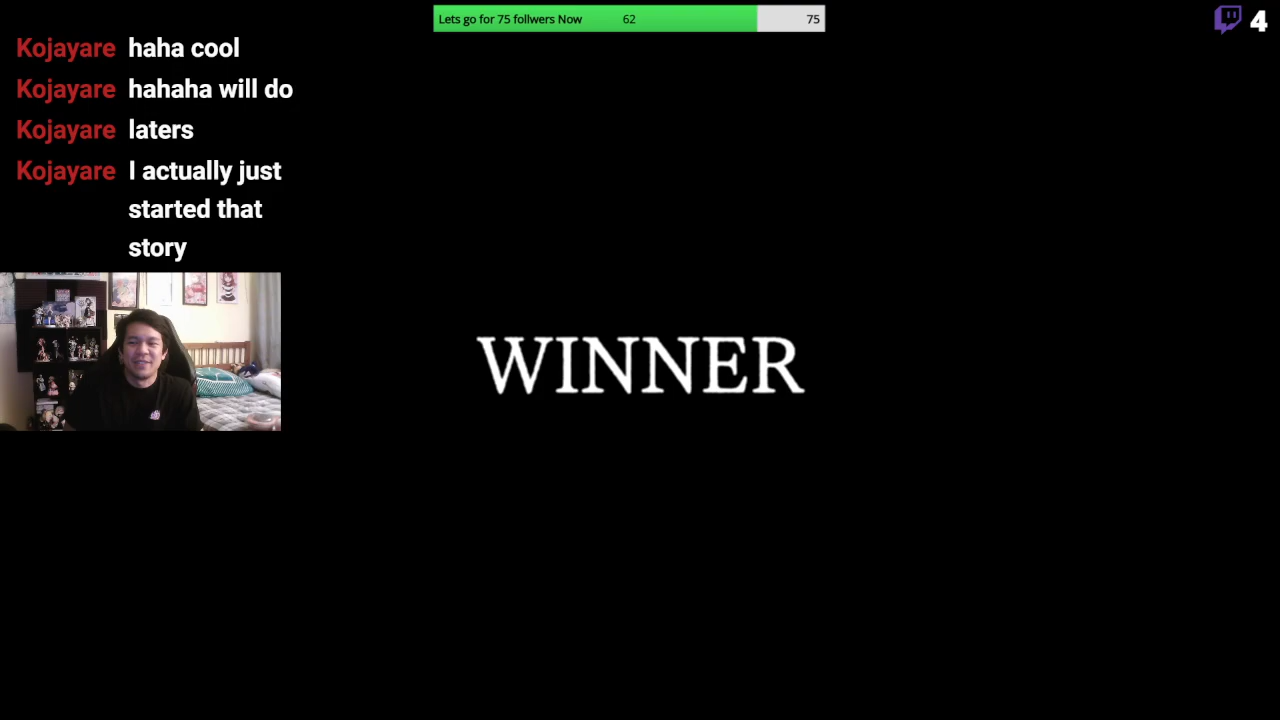 Lets go for 75 follwers Now 62 75
4
Kojayare haha cool
Kojayare hahaha will do
Kojayare laters
Kojayare I actually just
started that
story
WINNER